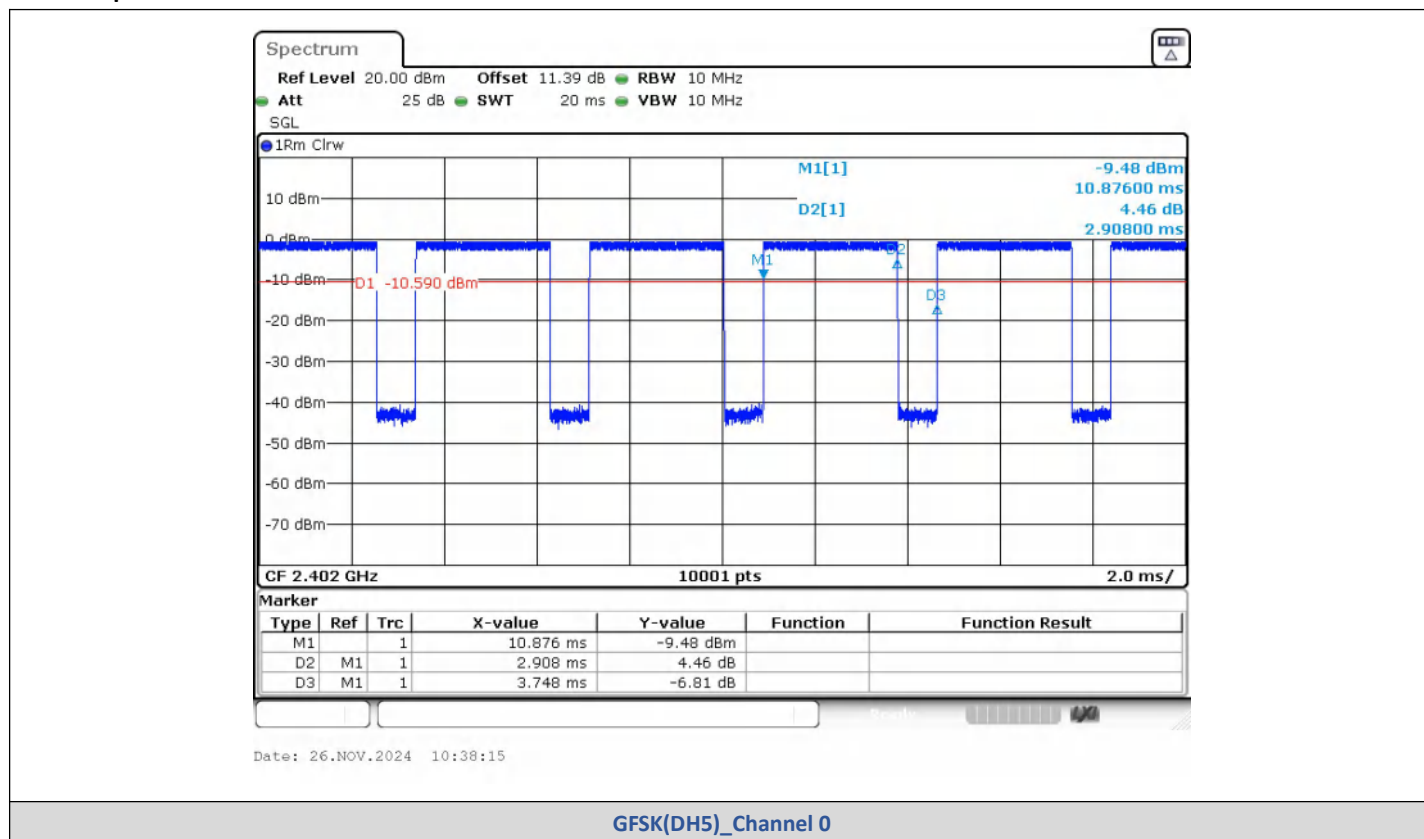 Spectrum
Ref Level 20.00 dBm Offset 11.39 dB RBW 10 MHz
Att 25 dB SWT 20 ms VBW 10 MHz
SGL
1Rm Clrw
M1[1] -9.48 dBm
10.87600 ms
10 dBm
D2[1] 4.46 dB
2.90800 ms
0 dBm
M1
D2
-10 dBm
D1 -10.590 dBm
D3
-20 dBm
-30 dBm
-40 dBm
-50 dBm
-60 dBm
-70 dBm
CF 2.402 GHz 10001 pts 2.0 ms/
Marker
Type Ref Trc X-value Y-value Function Function Result
M1 1 10.876 ms -9.48 dBm
D2 M1 1 2.908 ms 4.46 dB
D3 M1 1 3.748 ms -6.81 dB
Date: 26.NOV.2024 10:38:15
GFSK(DH5)_Channel 0